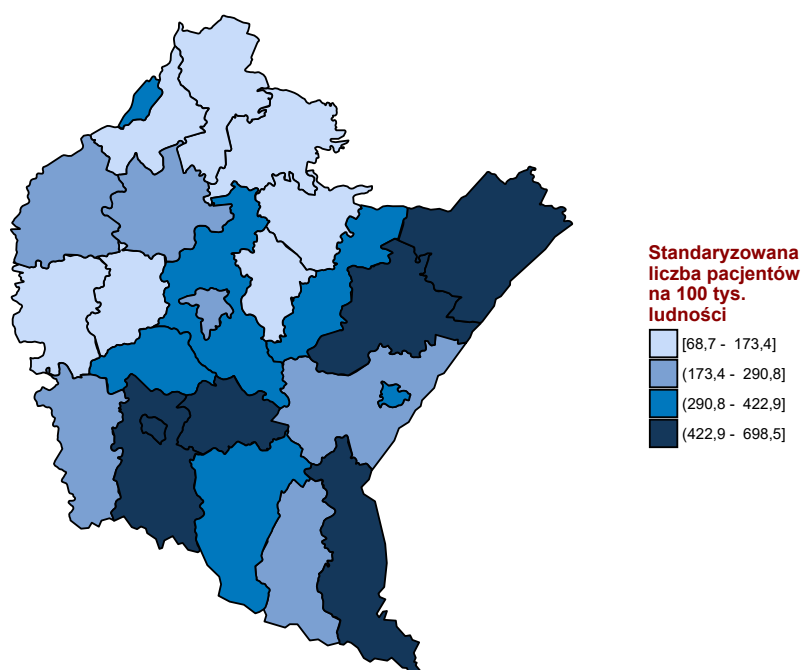 Standaryzowana
liczba pacjentów
na 100 tys.
ludności
[68,7 - 173,4]
(173,4 - 290,8]
(290,8 - 422,9]
(422,9 - 698,5]